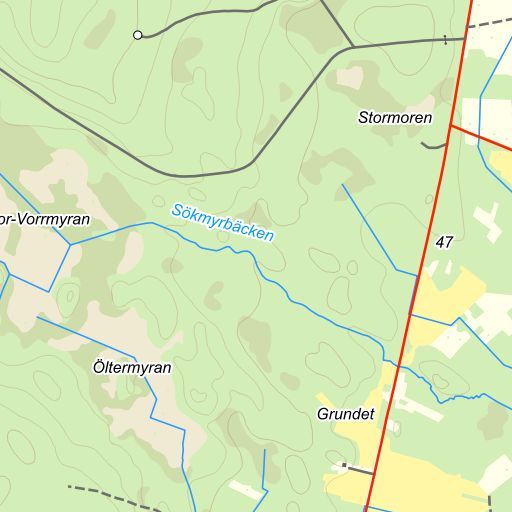 Stormoren
Sökmyrbäcken
or-Vorrmyran
47
Öltermyran
Grundet